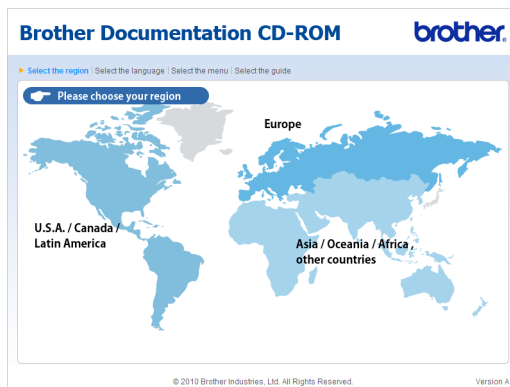 Brother Documentation CD-ROM
brother
Select the region | Select the language | Select the menu | Select the guide
Please choose your region
Europe
U.S.A. / Canada /
Latin America
Asia / Oceania / Africa ,
other countries
© 2010 Brother Industries, Ltd. All Rights Reserved.
Version A